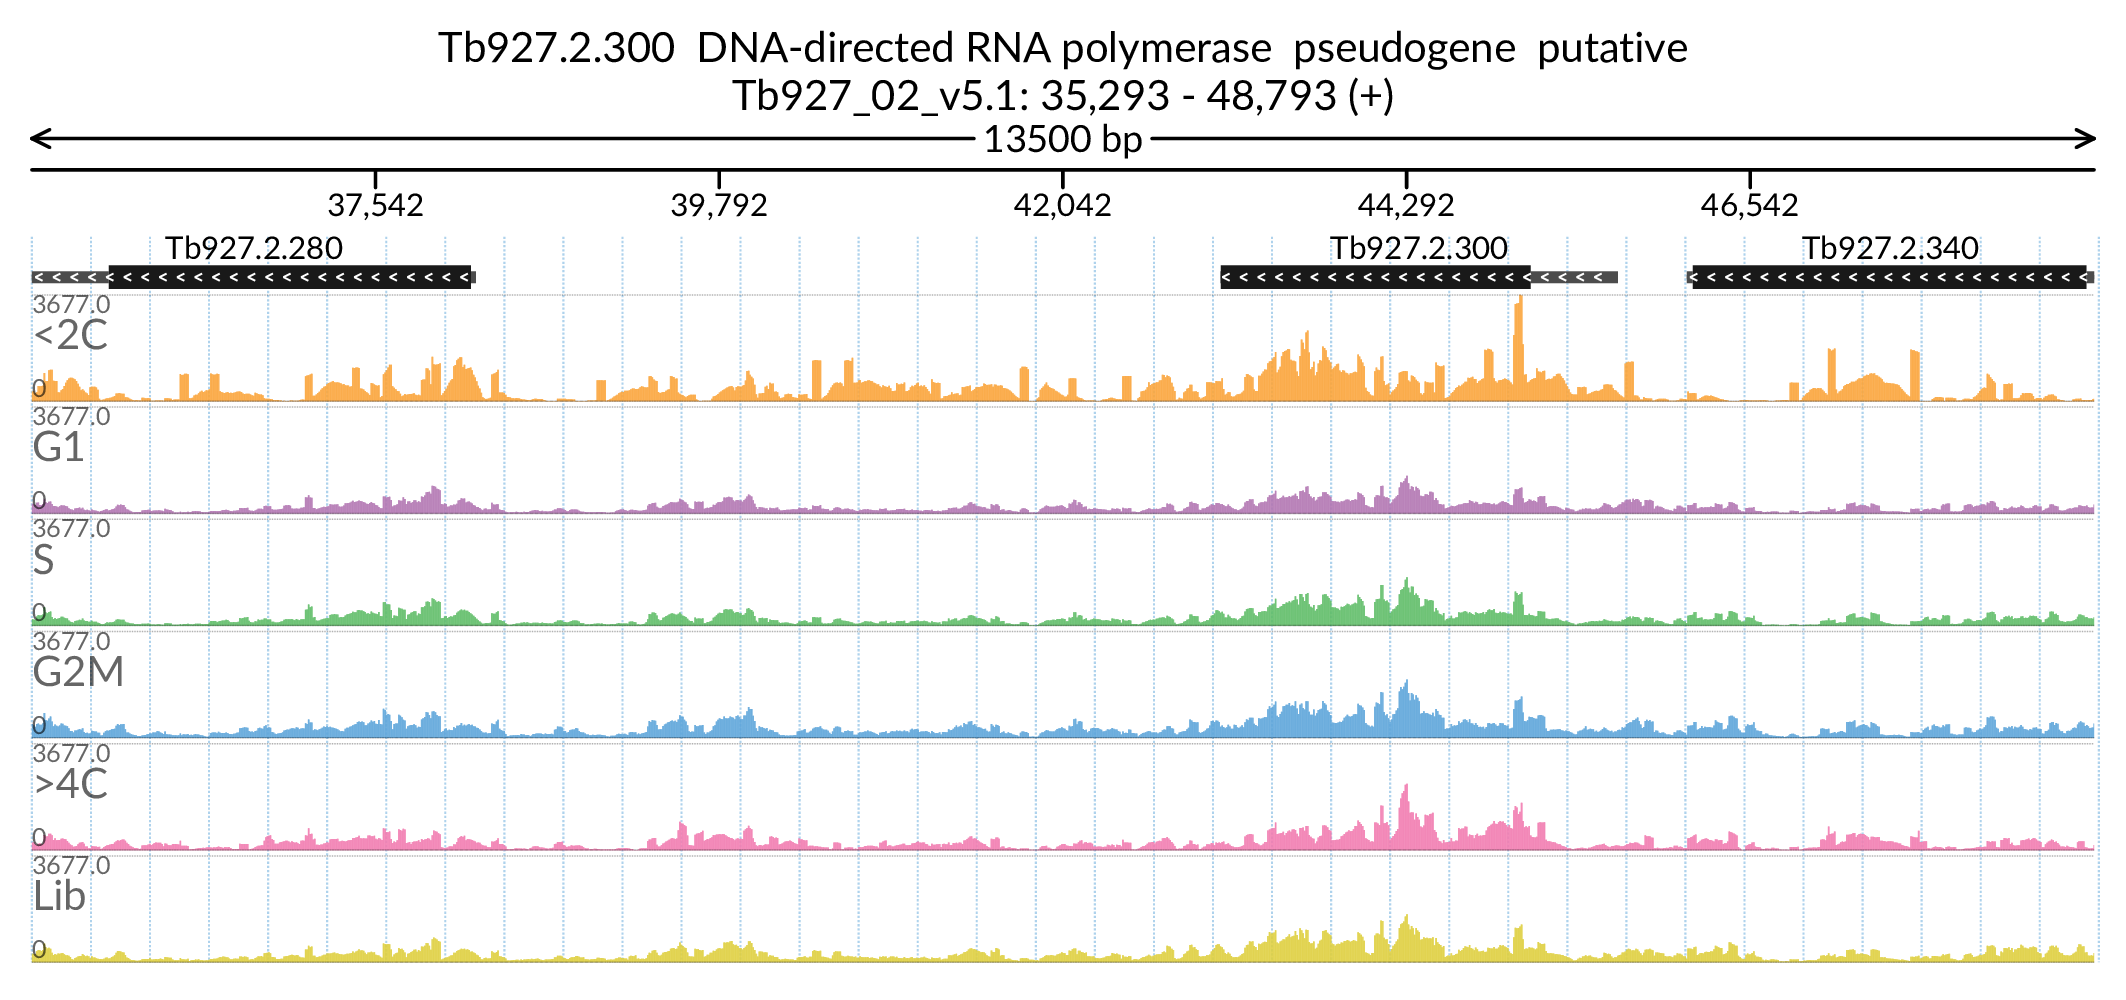 Tb927.2.300 DNA-directed RNA polymerase pseudogene putative
Tb927_02_v5.1: 35,293 - 48,793 (+)
13500 bp
37,542 39,792 42,042 44,292 46,542
Tb927.2.280 Tb927.2.300 Tb927.2.340
3677.0
<2C
0
3677.0
G1
0
3677.0
S
0
3677.0
G2M
0
3677.0
>4C
0
3677.0
Lib
0